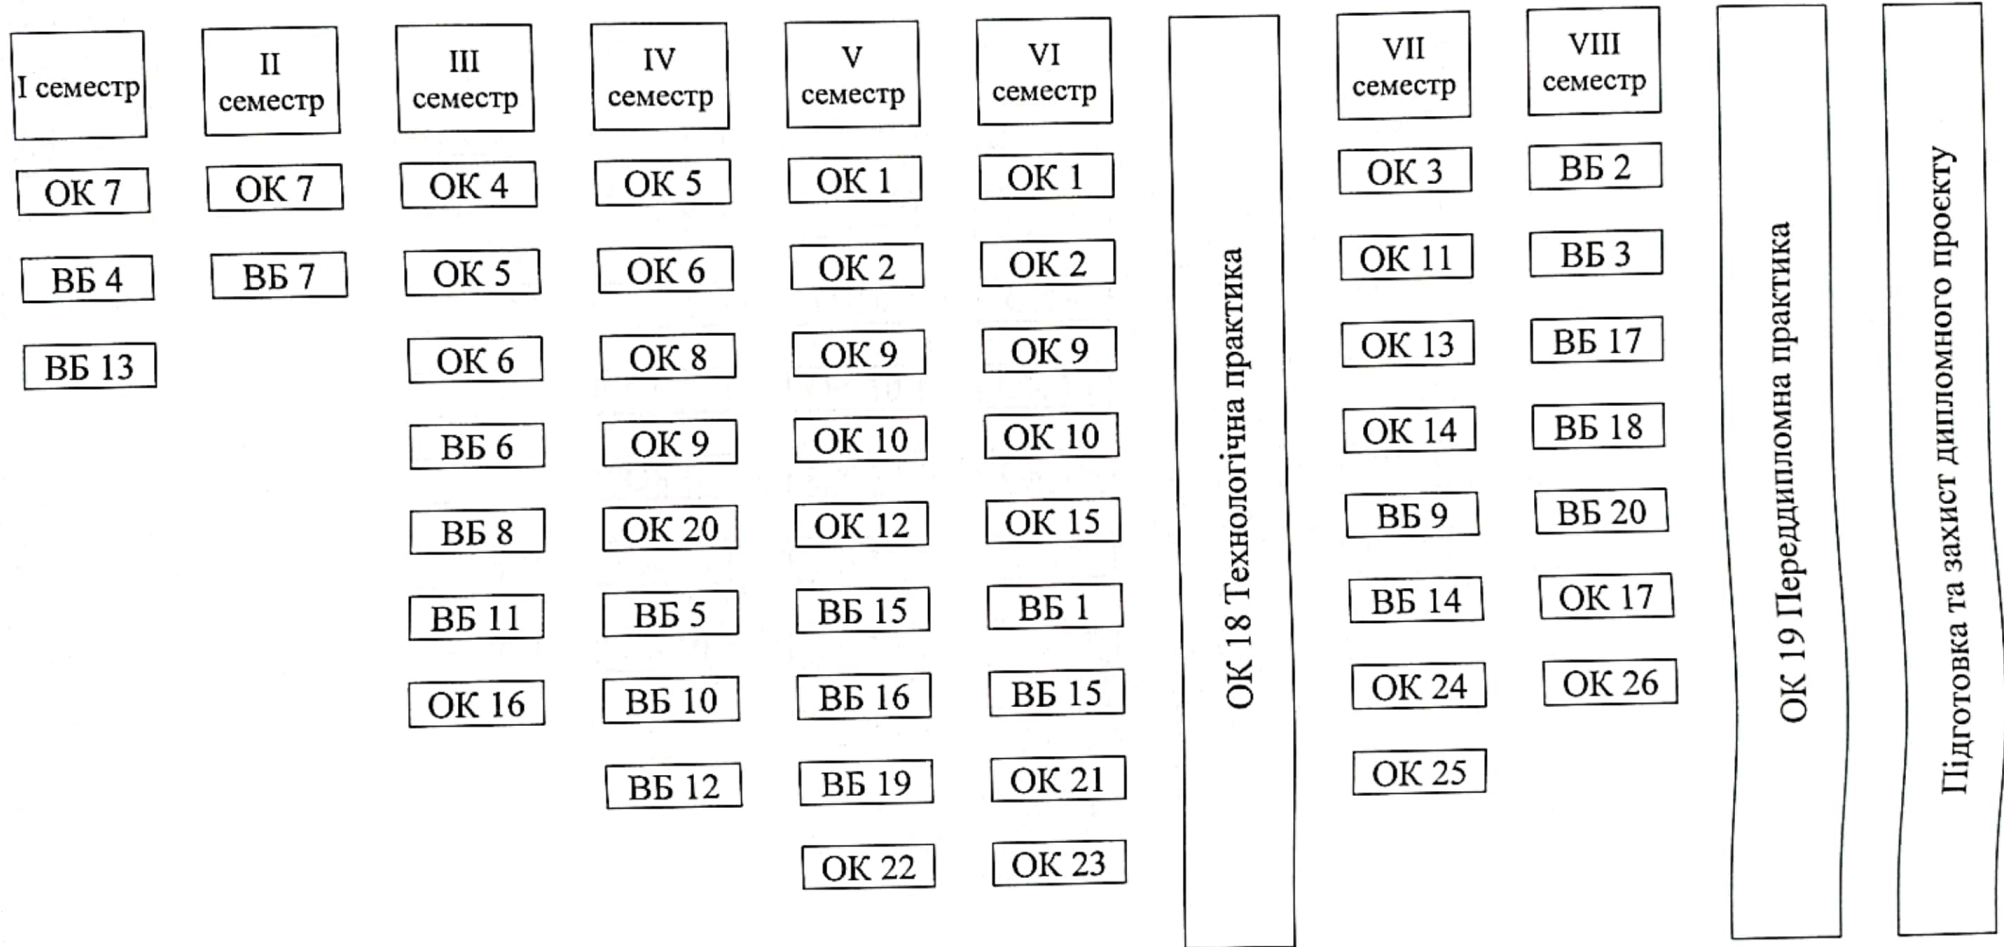 I семестр
ОК 7
ВБ 4
ВБ 13
II
семестр
ОК 7
ВБ 7
III
семестр
ОК 4
ОК 5
ОК 6
ВБ 6
ВБ 8
ВБ 11
ОК 16
IV
семестр
ОК 5
ОК 6
ОК 8
ОК 9
ОК 20
ВБ 5
ВБ 10
ВБ 12
V
семестр
ОК 1
ОК 2
ОК 9
ОК 10
ОК 12
ВБ 15
ВБ 16
ВБ 19
ОК 22
VI
семестр
ОК 1
ОК 2
ОК 9
ОК 10
ОК 15
ВБ 1
ВБ 15
ОК 21
ОК 23
ОК 18 Технологічна практика
VII
семестр
ОК 3
ОК 11
ОК 13
ОК 14
ВБ 9
ВБ 14
ОК 24
ОК 25
VIII
семестр
ВБ 2
ВБ 3
ВБ 17
ВБ 18
ВБ 20
ОК 17
ОК 26
ОК 19 Переддипломна практика
Підготовка та захист дипломного проєкту